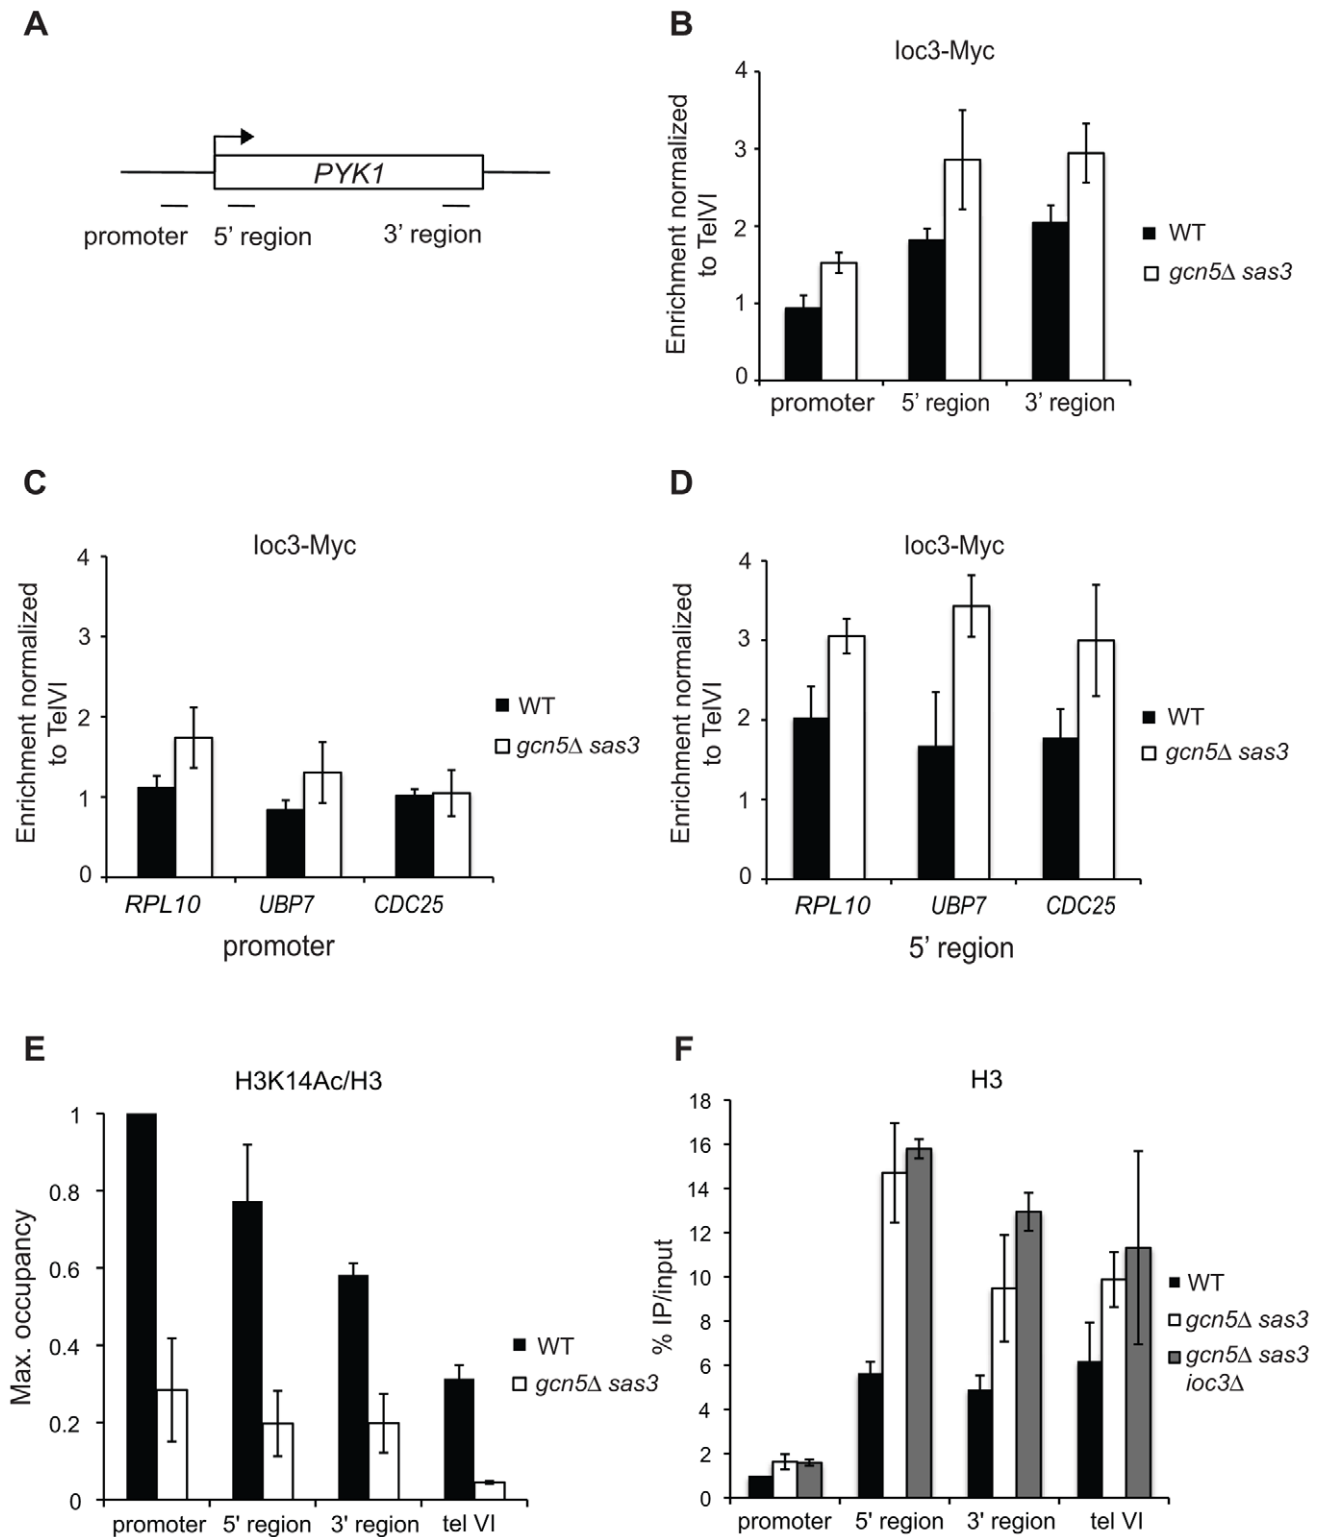 A
PYK1
promoter 5’ region 3’ region
B
Ioc3-Myc
Enrichment normalized
to TelVI
4
3
2
1
0
promoter 5’ region 3’ region
WT
gcn5Δ sas3
C
Ioc3-Myc
Enrichment normalized
to TelVI
4
3
2
1
0
RPL10 UBP7 CDC25
promoter
WT
gcn5Δ sas3
D
Ioc3-Myc
Enrichment normalized
to TelVI
4
3
2
1
0
RPL10 UBP7 CDC25
5’ region
WT
gcn5Δ sas3
E
H3K14Ac/H3
Max. occupancy
1
0.8
0.6
0.4
0.2
0
promoter 5' region 3' region tel VI
WT
gcn5Δ sas3
F
H3
% IP/input
18
16
14
12
10
8
6
4
2
0
promoter 5' region 3' region tel VI
WT
gcn5Δ sas3
gcn5Δ sas3
ioc3Δ